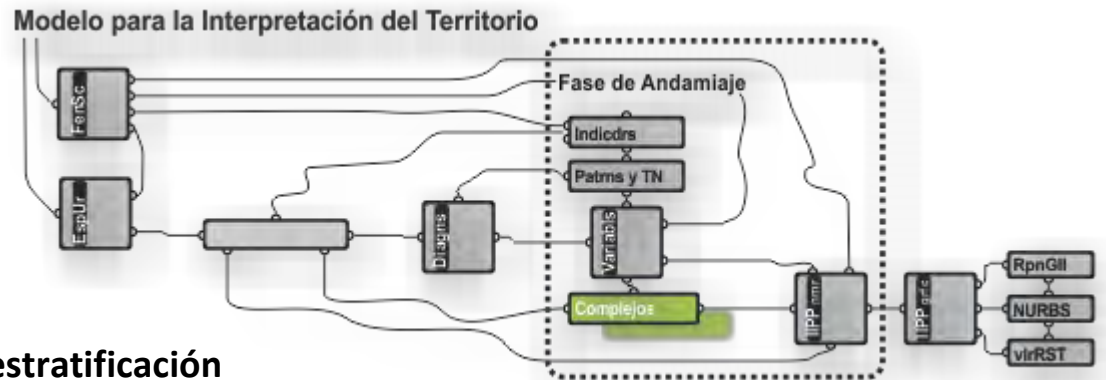 Modelo para la Interpretación del Territorio
Fase de Andamiaje
FenSc
Indicdrs
Patrns y TN
EspUr
Diagns
Variabls
RpnGII
Complejos
NURBS
vlrRST
estratificación